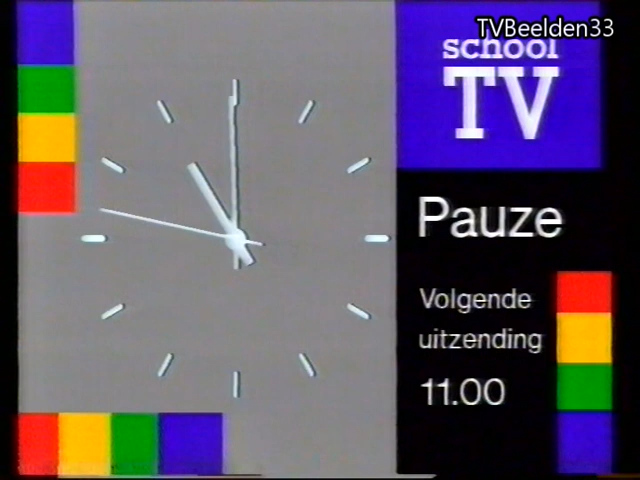 TVBeelden33
school
TV
Pauze
Volgende
uitzending
11.00